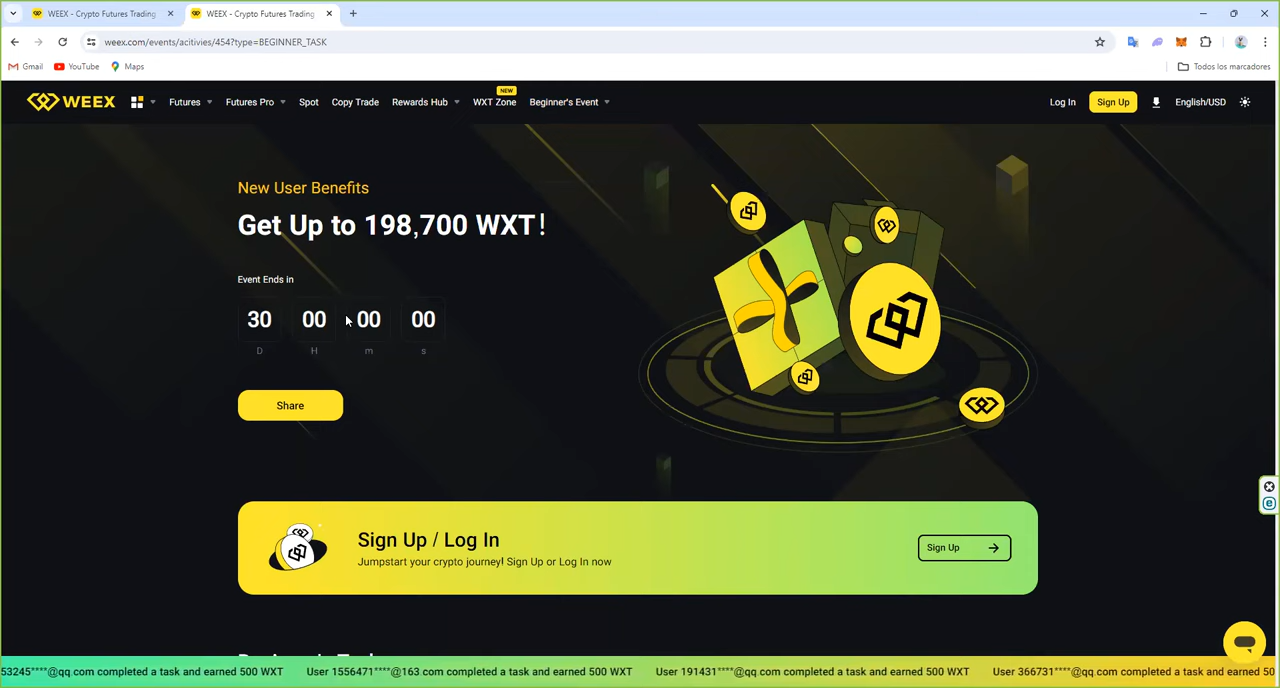 WEEX - Crypto Futures Trading
WEEX - Crypto Futures Trading
weex.com/events/acitivies/454?type=BEGINNER_TASK
Gmail
YouTube
Maps
Todos los marcadores
WEEX
Futures
Futures Pro
Spot
Copy Trade
Rewards Hub
NEW
WXT Zone
Beginner's Event
Log In
Sign Up
English/USD
New User Benefits
Get Up to 198,700 WXT!
Event Ends in
30 00 00 00
D H m s
Share
Sign Up / Log In
Jumpstart your crypto journey! Sign Up or Log In now
Sign Up
53245****@qq.com completed a task and earned 500 WXT User 1556471****@163.com completed a task and earned 500 WXT User 191431****@qq.com completed a task and earned 500 WXT User 366731****@qq.com completed a task and earned 50